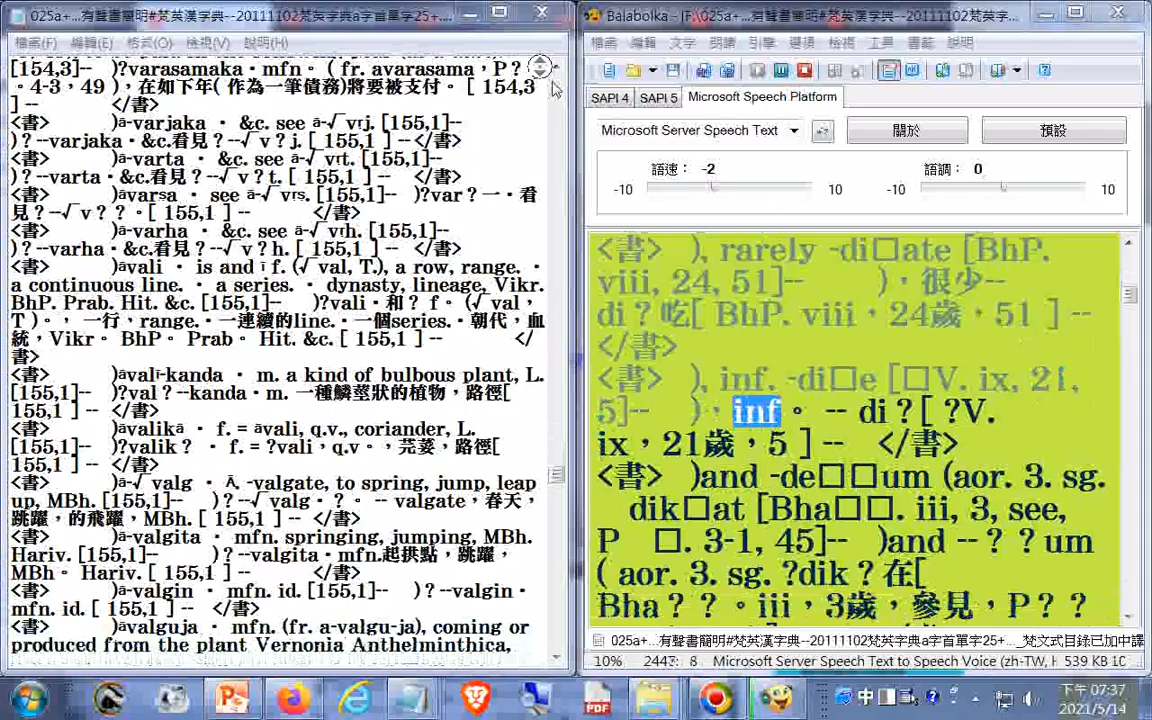 有聲書簡明#梵英漢字典--20111102梵英字典a字首單字25+...
檔案(F) 編輯(E) 格式(O) 檢視(V) 說明(H)
[154,3]-- )?varasamaka‧mfn.（ fr. avarasama，P？
。4-3，49 )，在如下年( 作為一筆債務)將要被支付。[ 154,3
] -- </書>
<書> )ā-varjaka ‧ &c. see ā-√vṛj. [155,1]--
)？--varjaka‧&c.看見？--√v？j. [ 155,1 ] -- </書>
<書> )ā-varta ‧ &c. see ā-√vṛt. [155,1]--
)？--varta‧&c.看見？--√v？t. [ 155,1 ] -- </書>
<書> )āvarṣa ‧ see ā-√vṛṣ. [155,1]-- )?var？一‧看
見？--√v？？。[ 155,1 ] -- </書>
<書> )ā-varha ‧ &c. see ā-√vṛh. [155,1]--
)？--varha‧&c.看見？--√v？h. [ 155,1 ] -- </書>
<書> )āvali ‧ is and ī f. (√val, T.), a row, range. ‧
a continuous line. ‧ a series. ‧ dynasty, lineage, Vikr.
BhP. Prab. Hit. &c. [155,1]-- )?vali‧和？ f。(√val，
T )。， 一行，range.‧一連續的line.‧一個series.‧朝代，血
統，Vikr。 BhP。 Prab。 Hit. &c. [ 155,1 ] -- </
書>
<書> )āvalī-kanda ‧ m. a kind of bulbous plant, L.
[155,1]-- )?val？--kanda‧m. 一種鱗莖狀的植物，路徑[
155,1 ] -- </書>
<書> )āvalikā ‧ f. = āvali, q.v., coriander, L.
[155,1]-- )?valik？‧f. = ?vali，q.v。，芫荽，路徑[
155,1 ] -- </書>
<書> )ā-√valg ‧ Ā. -valgate, to spring, jump, leap
up, MBh. [155,1]-- )？--√valg‧？。-- valgate，春天，
跳躍，的飛躍，MBh. [ 155,1 ] -- </書>
<書> )ā-valgita ‧ mfn. springing, jumping, MBh.
Hariv. [155,1]-- )？--valgita‧mfn.起拱點，跳躍，
MBh。Hariv. [ 155,1 ] -- </書>
<書> )ā-valgin ‧ mfn. id. [155,1]-- )？--valgin‧
mfn. id. [ 155,1 ] -- </書>
<書> )āvalguja ‧ mfn. (fr. a-valgu-ja), coming or
produced from the plant Vernonia Anthelminthica,
Balabolka - [F:\025a+...有聲書簡明#梵英漢字典--20111102梵英字...
檔案 編輯 文字 朗讀 引擎 選項 檢視 工具 書籤 說明
SAPI 4 SAPI 5 Microsoft Speech Platform
Microsoft Server Speech Text 關於 預設
語速： -2 語調： 0
-10 10 -10 10
<書> ), rarely -di□ate [BhP.
viii, 24, 51]-- )，很少--
di？吃[ BhP. viii，24歲，51 ] --
</書>
<書> ), inf. -di□e [□V. ix, 21,
5]-- )，inf。 -- di？[ ?V.
ix，21歲，5 ] -- </書>
<書> )and -de□□um (aor. 3. sg.
dik□at [Bha□□. iii, 3, see,
P □. 3-1, 45]-- )and --？？um
( aor. 3. sg. ?dik？在[
Bha？？。iii，3歲，參見，P？？
025a+...有聲書簡明#梵英漢字典--20111102梵英字典a字首單字25+..._梵文式目錄已加中譯
10% 2447: 8 Microsoft Server Speech Text to Speech Voice (zh-TW, H 539 KB
PDF
中
下午 07:37
2021/5/14